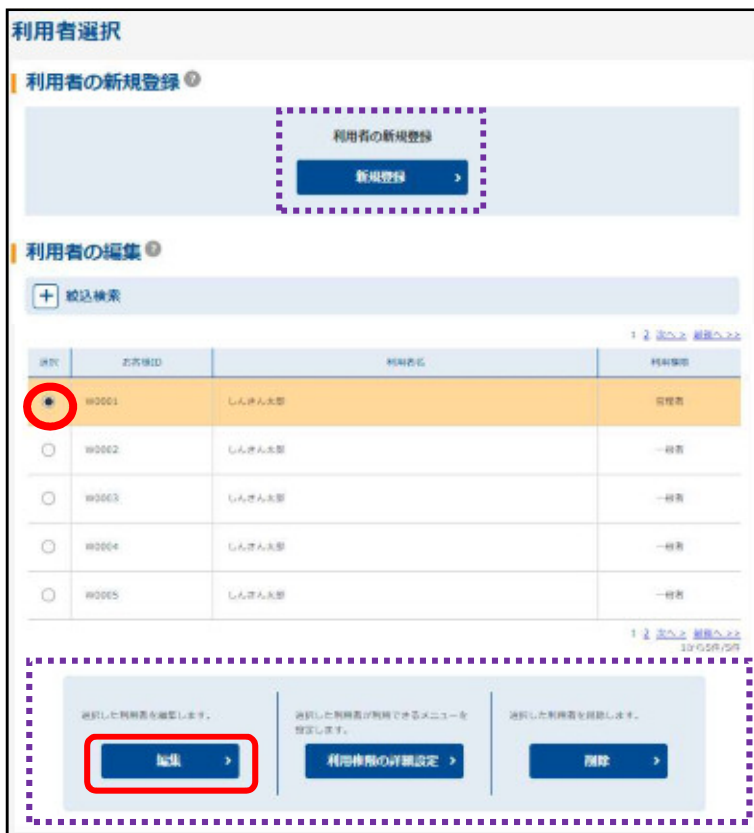 利用者選択
利用者の新規登録 ?
利用者の新規登録
新規登録 ›
利用者の編集 ?
+ 絞込検索
1 2 次へ > 最後へ >>
選択 お客様ID 利用者名 利用権限
W0001 しんきん太郎 管理者
W0002 しんきん太郎 一般者
W0003 しんきん太郎 一般者
W0004 しんきん太郎 一般者
W0005 しんきん太郎 一般者
1 2 次へ > 最後へ >>
選択した利用者を編集します。
編集 ›
選択した利用者が利用できるメニューを
設定します。
利用権限の詳細設定 ›
選択した利用者を削除します。
削除 ›